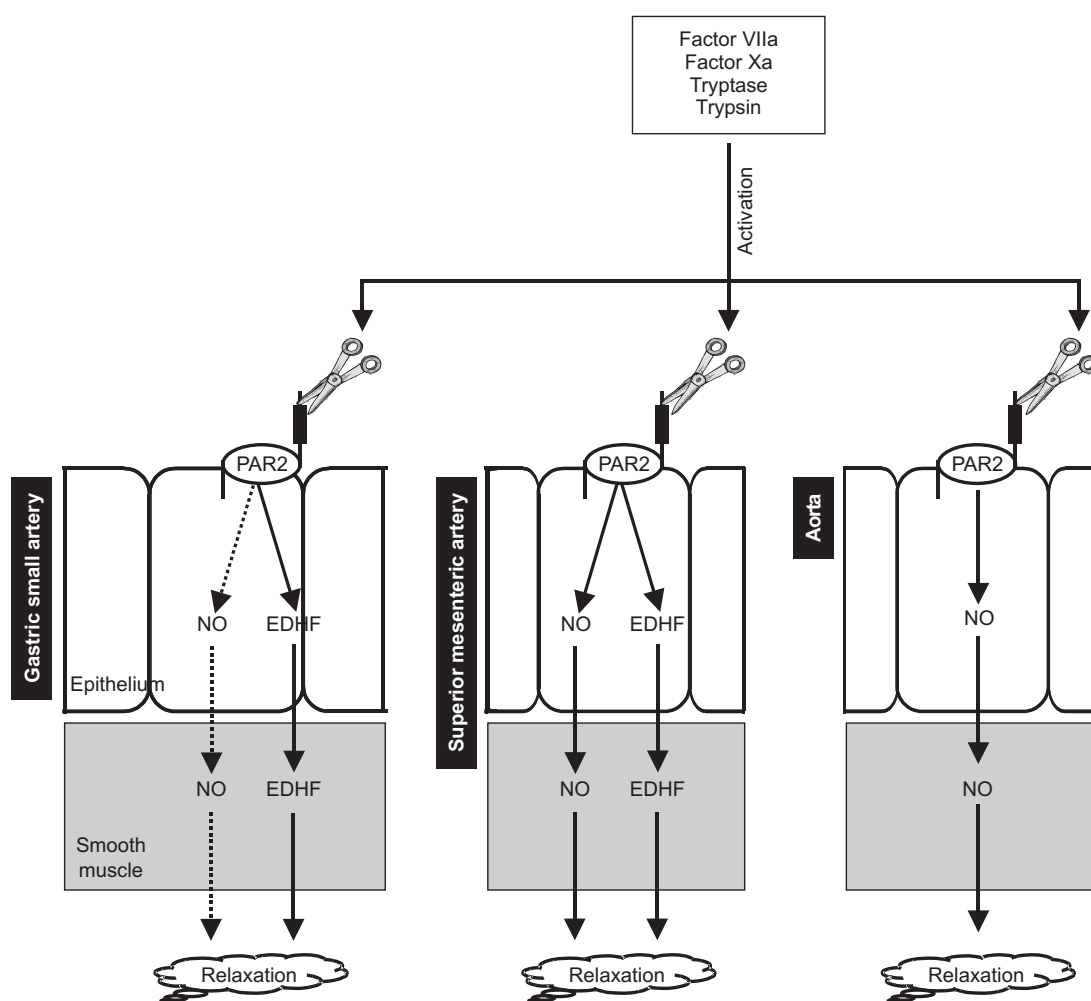 Factor VIIa
Factor Xa
Tryptase
Trypsin
Activation
Gastric small artery
PAR2
NO EDHF
Epithelium
NO EDHF
Smooth
muscle
Relaxation
Superior mesenteric artery
PAR2
NO EDHF
NO EDHF
Relaxation
Aorta
PAR2
NO
NO
Relaxation